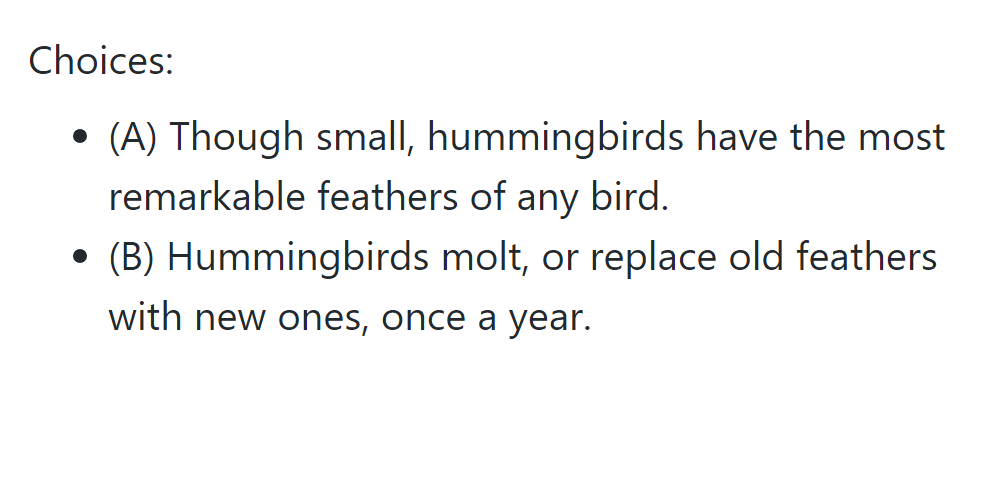 Choices:
(A) Though small, hummingbirds have the most
remarkable feathers of any bird.
(B) Hummingbirds molt, or replace old feathers
with new ones, once a year.